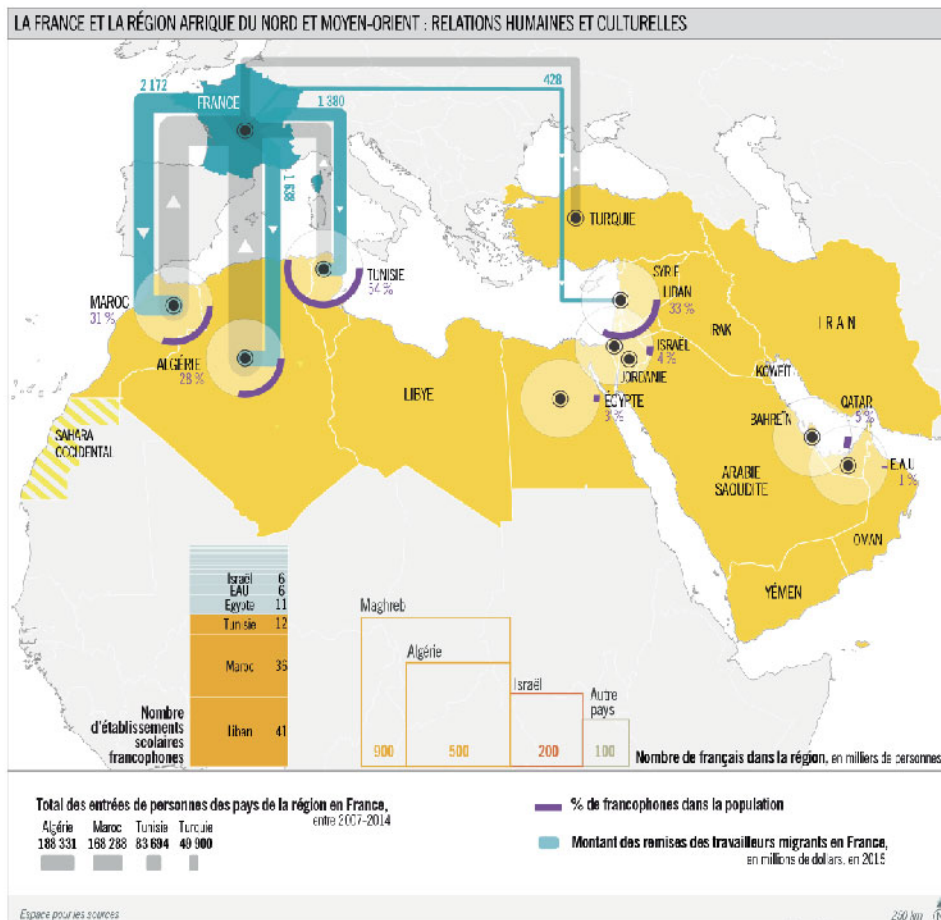 LA FRANCE ET LA RÉGION AFRIQUE DU NORD ET MOYEN-ORIENT : RELATIONS HUMAINES ET CULTURELLES
2 172
FRANCE
1 380
428
1 638
TURQUIE
TUNISIE
54 %
SYRIE
LIBAN
33 %
MAROC
31 %
IRAK
IRAN
ALGÉRIE
28 %
ISRAËL
4 %
JORDANIE
KOWEIT
LIBYE
ÉGYPTE
3 %
QATAR
5 %
BAHREÏN
SAHARA
OCCIDENTAL
E.A.U
1 %
ARABIE
SAOUDITE
OMAN
YÉMEN
Israël 6
EAU 6
Egypte 11
Tunisie 12
Maroc 36
Liban 41
Nombre
d'établissements
scolaires
francophones
Maghreb
Algérie
Israël
Autre
pays
900 500 200 100
Nombre de français dans la région, en milliers de personnes
Total des entrées de personnes des pays de la région en France,
entre 2007-2014
Algérie Maroc Tunisie Turquie
188 331 168 288 83 694 49 900
% de francophones dans la population
Montant des remises des travailleurs migrants en France,
en millions de dollars, en 2015
Espace pour les sources
250 km